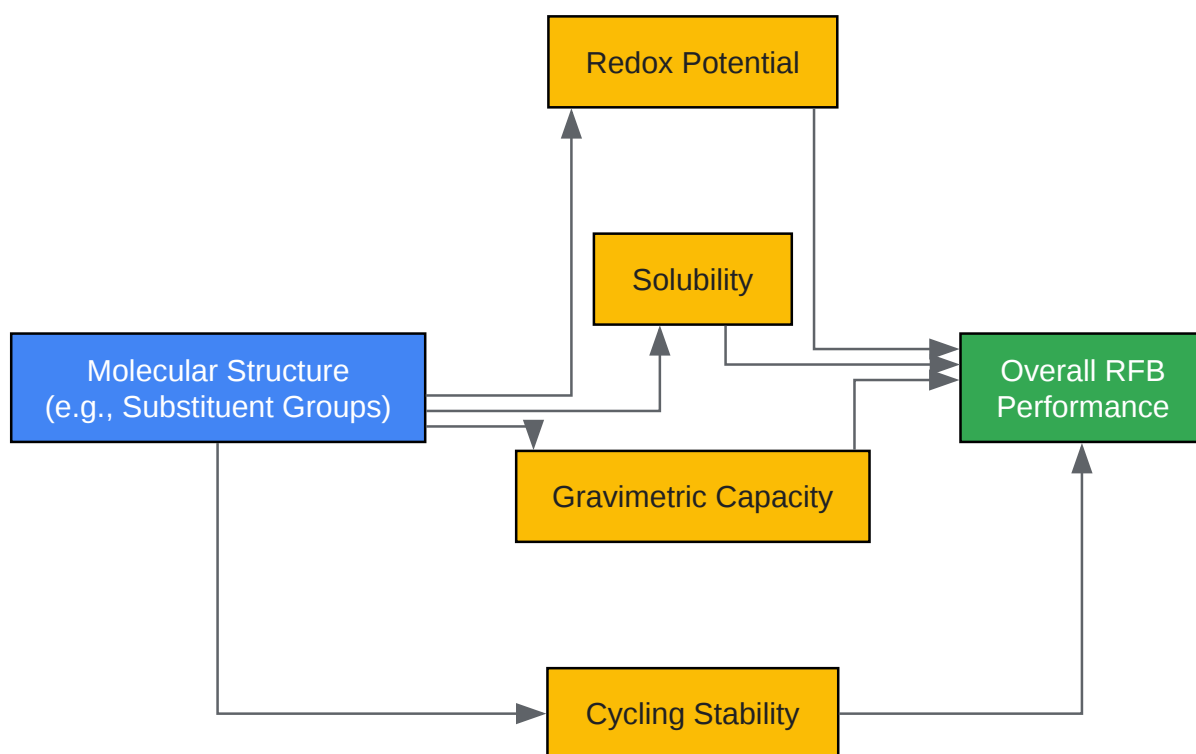 Redox Potential
Solubility
Molecular Structure
(e.g., Substituent Groups)
Overall RFB
Performance
Gravimetric Capacity
Cycling Stability